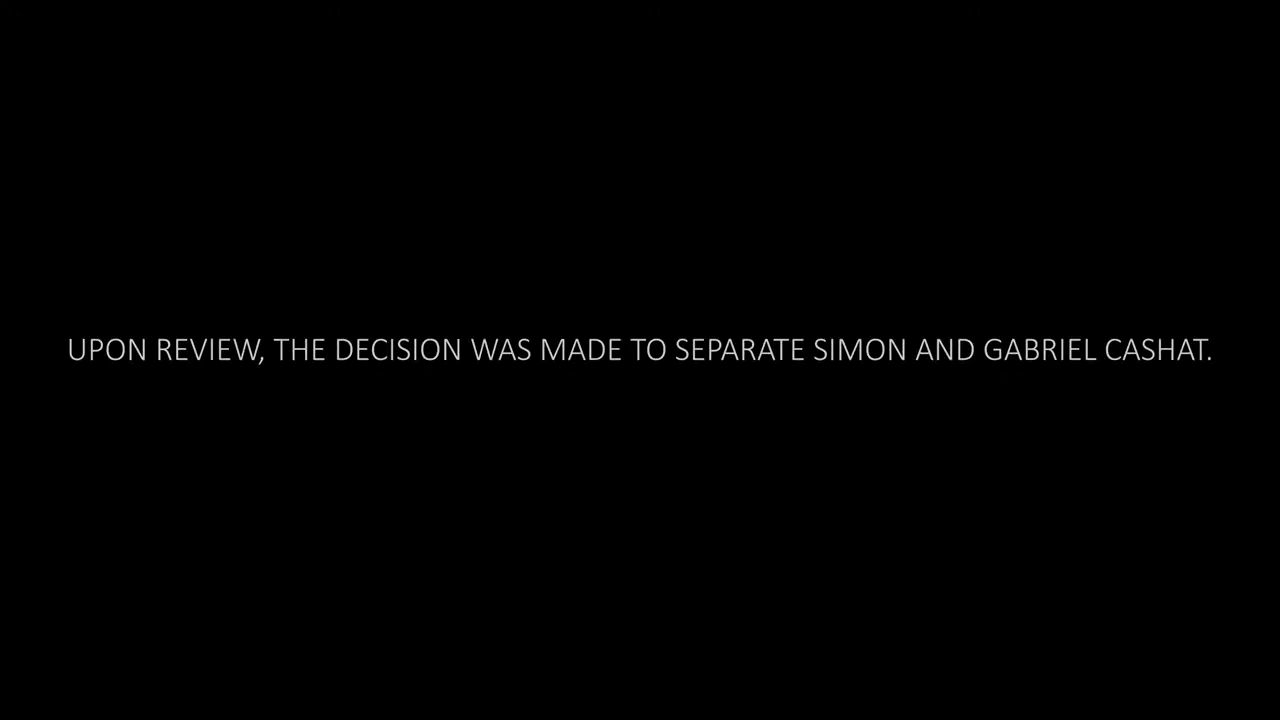 UPON REVIEW, THE DECISION WAS MADE TO SEPARATE SIMON AND GABRIEL CASHAT.